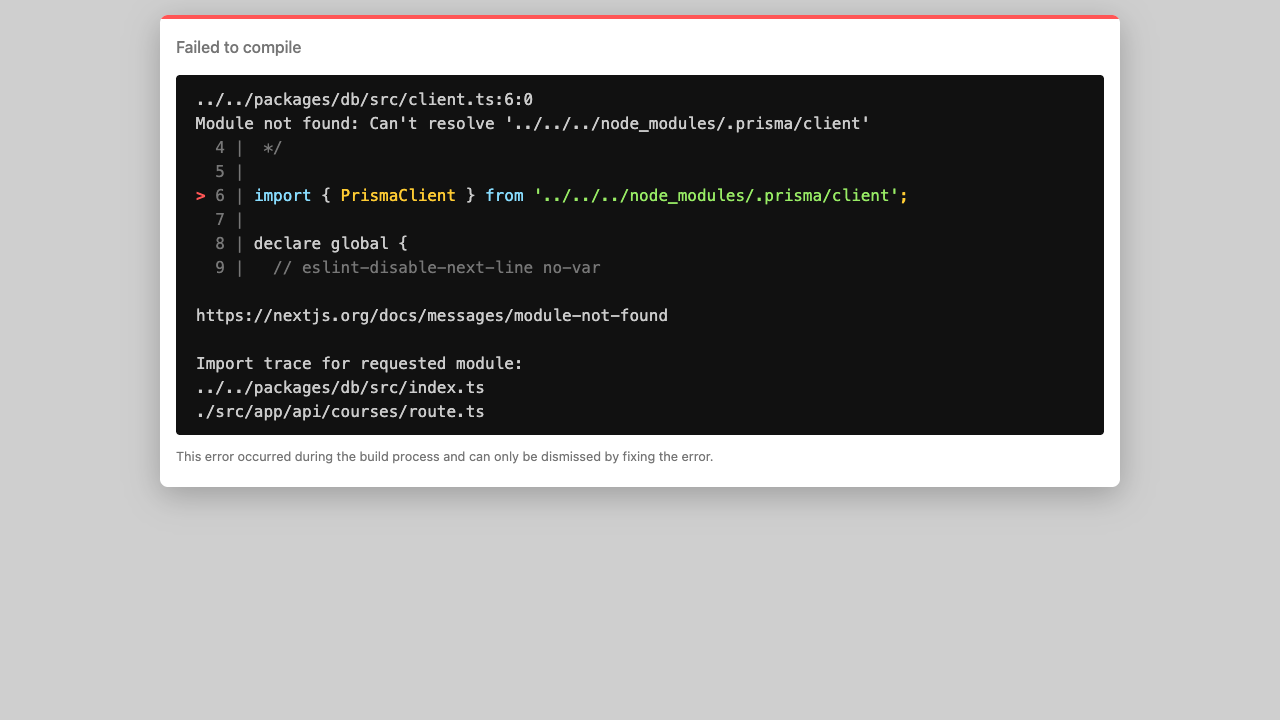 Failed to compile
../../packages/db/src/client.ts:6:0
Module not found: Can't resolve '../../../node_modules/.prisma/client'
  4 |  */
  5 |
> 6 | import { PrismaClient } from '../../../node_modules/.prisma/client';
  7 |
  8 | declare global {
  9 |   // eslint-disable-next-line no-var
https://nextjs.org/docs/messages/module-not-found
Import trace for requested module:
../../packages/db/src/index.ts
./src/app/api/courses/route.ts
This error occurred during the build process and can only be dismissed by fixing the error.